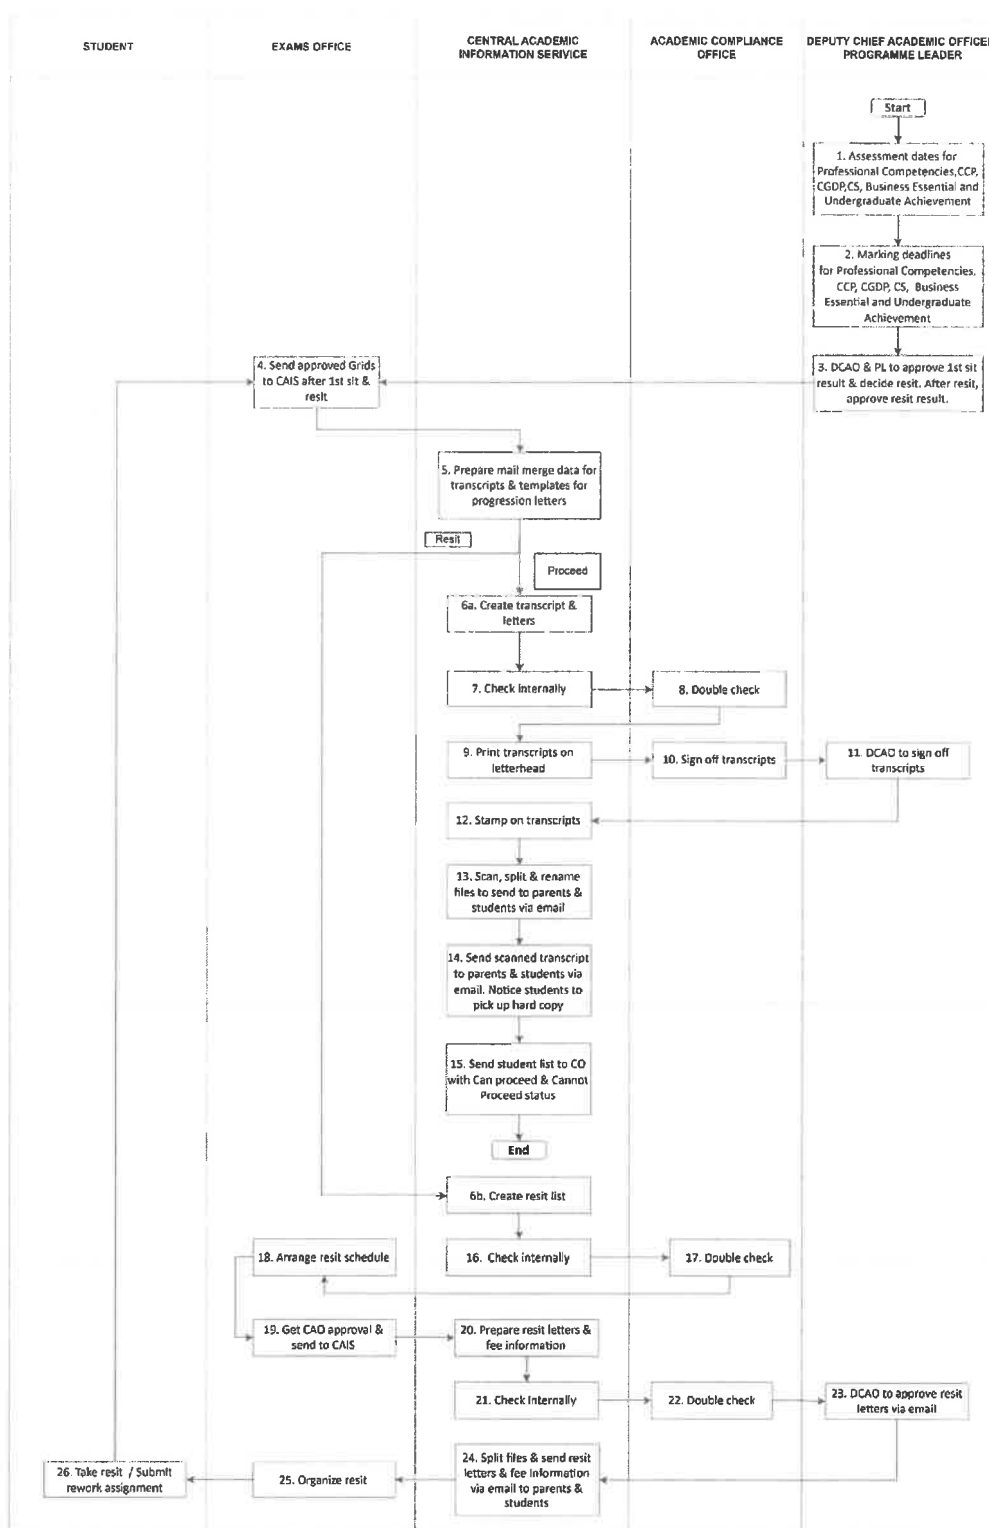 STUDENT
EXAMS OFFICE
CENTRAL ACADEMIC
INFORMATION SERIVICE
ACADEMIC COMPLIANCE
OFFICE
DEPUTY CHIEF ACADEMIC OFFICE
PROGRAMME LEADER
Start
1. Assessment dates for
Professional Competencies,CCP,
CGDP,CS, Business Essential and
Undergraduate Achievement
2. Marking deadlines
for Professional Competencies,
CCP, CGDP, CS, Business
Essential and Undergraduate
Achievement
3. DCAO & PL to approve 1st sit
result & decide resit. After resit,
approve resit result.
4. Send approved Grids
to CAIS after 1st sit &
resit
5. Prepare mail merge data for
transcripts & templates for
progression letters
Resit
Proceed
6a. Create transcript &
letters
7. Check internally
8. Double check
9. Print transcripts on
letterhead
10. Sign off transcripts
11. DCAO to sign off
transcripts
12. Stamp on transcripts
13. Scan, split & rename
files to send to parents &
students via email
14. Send scanned transcript
to parents & students via
email. Notice students to
pick up hard copy
15. Send student list to CO
with Can proceed & Cannot
Proceed status
End
6b. Create resit list
16. Check internally
17. Double check
18. Arrange resit schedule
19. Get CAO approval &
send to CAIS
20. Prepare resit letters &
fee information
21. Check Internally
22. Double check
23. DCAO to approve resit
letters via email
24. Split files & send resit
letters & fee Information
via email to parents &
students
25. Organize resit
26. Take resit / Submit
rework assignment